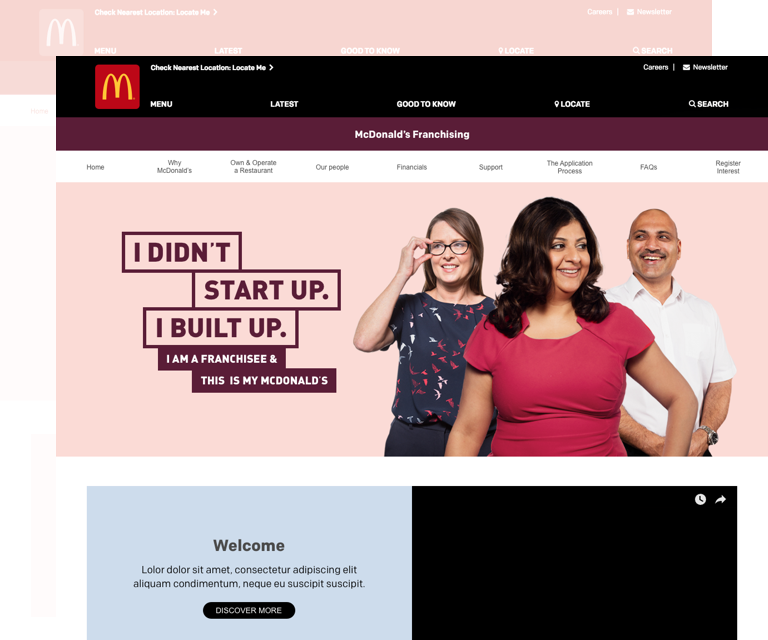 Check Nearest Location: Locate Me
Careers | Newsletter
MENU LATEST GOOD TO KNOW LOCATE SEARCH
Home
Check Nearest Location: Locate Me
Careers | Newsletter
MENU LATEST GOOD TO KNOW LOCATE SEARCH
McDonald's Franchising
Home Why McDonald's Own & Operate a Restaurant Our people Financials Support The Application Process FAQs Register Interest
I DIDN'T
START UP.
I BUILT UP.
I AM A FRANCHISEE &
THIS IS MY MCDONALD'S
Welcome
Lolor dolor sit amet, consectetur adipiscing elit
aliquam condimentum, neque eu suscipit suscipit.
DISCOVER MORE